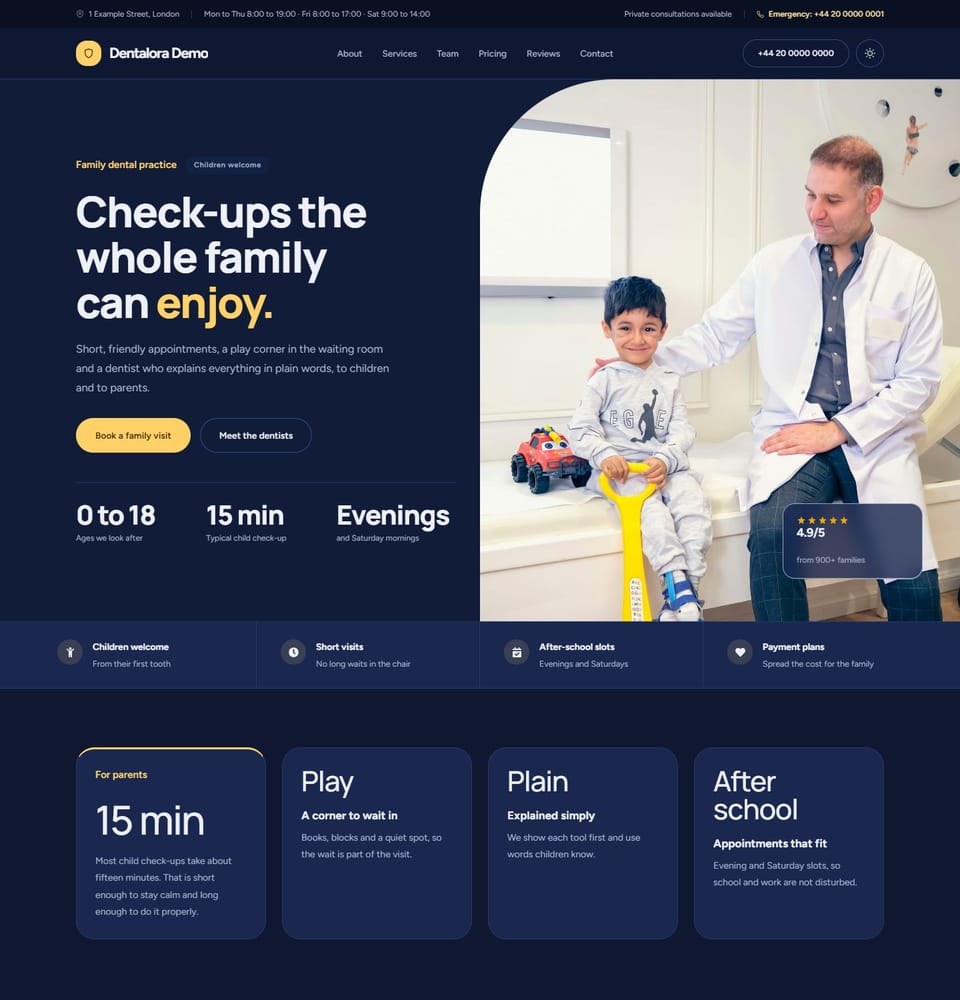 1 Example Street, London
Mon to Thu 8:00 to 19:00 · Fri 8:00 to 17:00 · Sat 9:00 to 14:00
Private consultations available
Emergency: +44 20 0000 0001
Dentalora Demo
About
Services
Team
Pricing
Reviews
Contact
+44 20 0000 0000
Family dental practice
Children welcome
Check-ups the
whole family
can enjoy.
Short, friendly appointments, a play corner in the waiting room
and a dentist who explains everything in plain words, to children
and to parents.
Book a family visit
Meet the dentists
0 to 18
Ages we look after
15 min
Typical child check-up
Evenings
and Saturday mornings
4.9/5
from 900+ families
Children welcome
From their first tooth
Short visits
No long waits in the chair
After-school slots
Evenings and Saturdays
Payment plans
Spread the cost for the family
For parents
15 min
Most child check-ups take about
fifteen minutes. That is short
enough to stay calm and long
enough to do it properly.
Play
A corner to wait in
Books, blocks and a quiet spot, so
the wait is part of the visit.
Plain
Explained simply
We show each tool first and use
words children know.
After
school
Appointments that fit
Evening and Saturday slots, so
school and work are not disturbed.